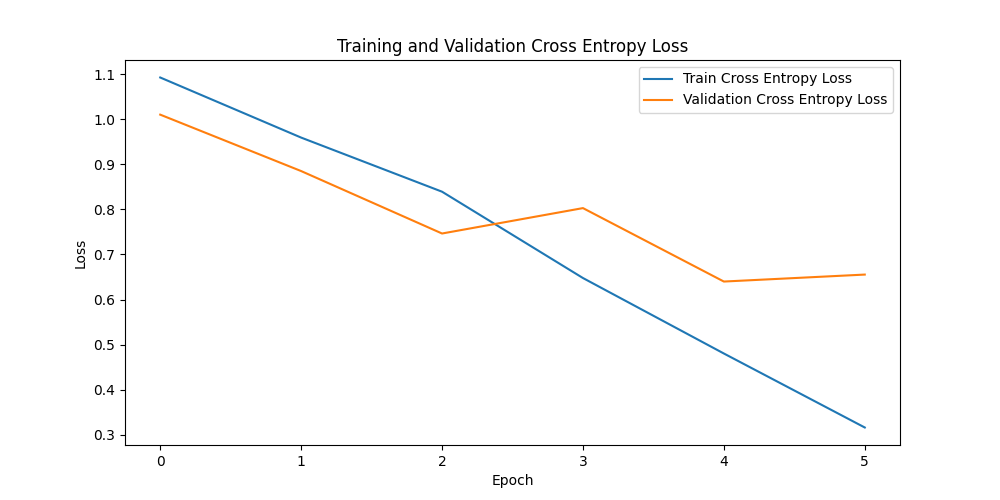 Training and Validation Cross Entropy Loss
Train Cross Entropy Loss
Validation Cross Entropy Loss
Loss
1.1
1.0
0.9
0.8
0.7
0.6
0.5
0.4
0.3
0 1 2 3 4 5
Epoch